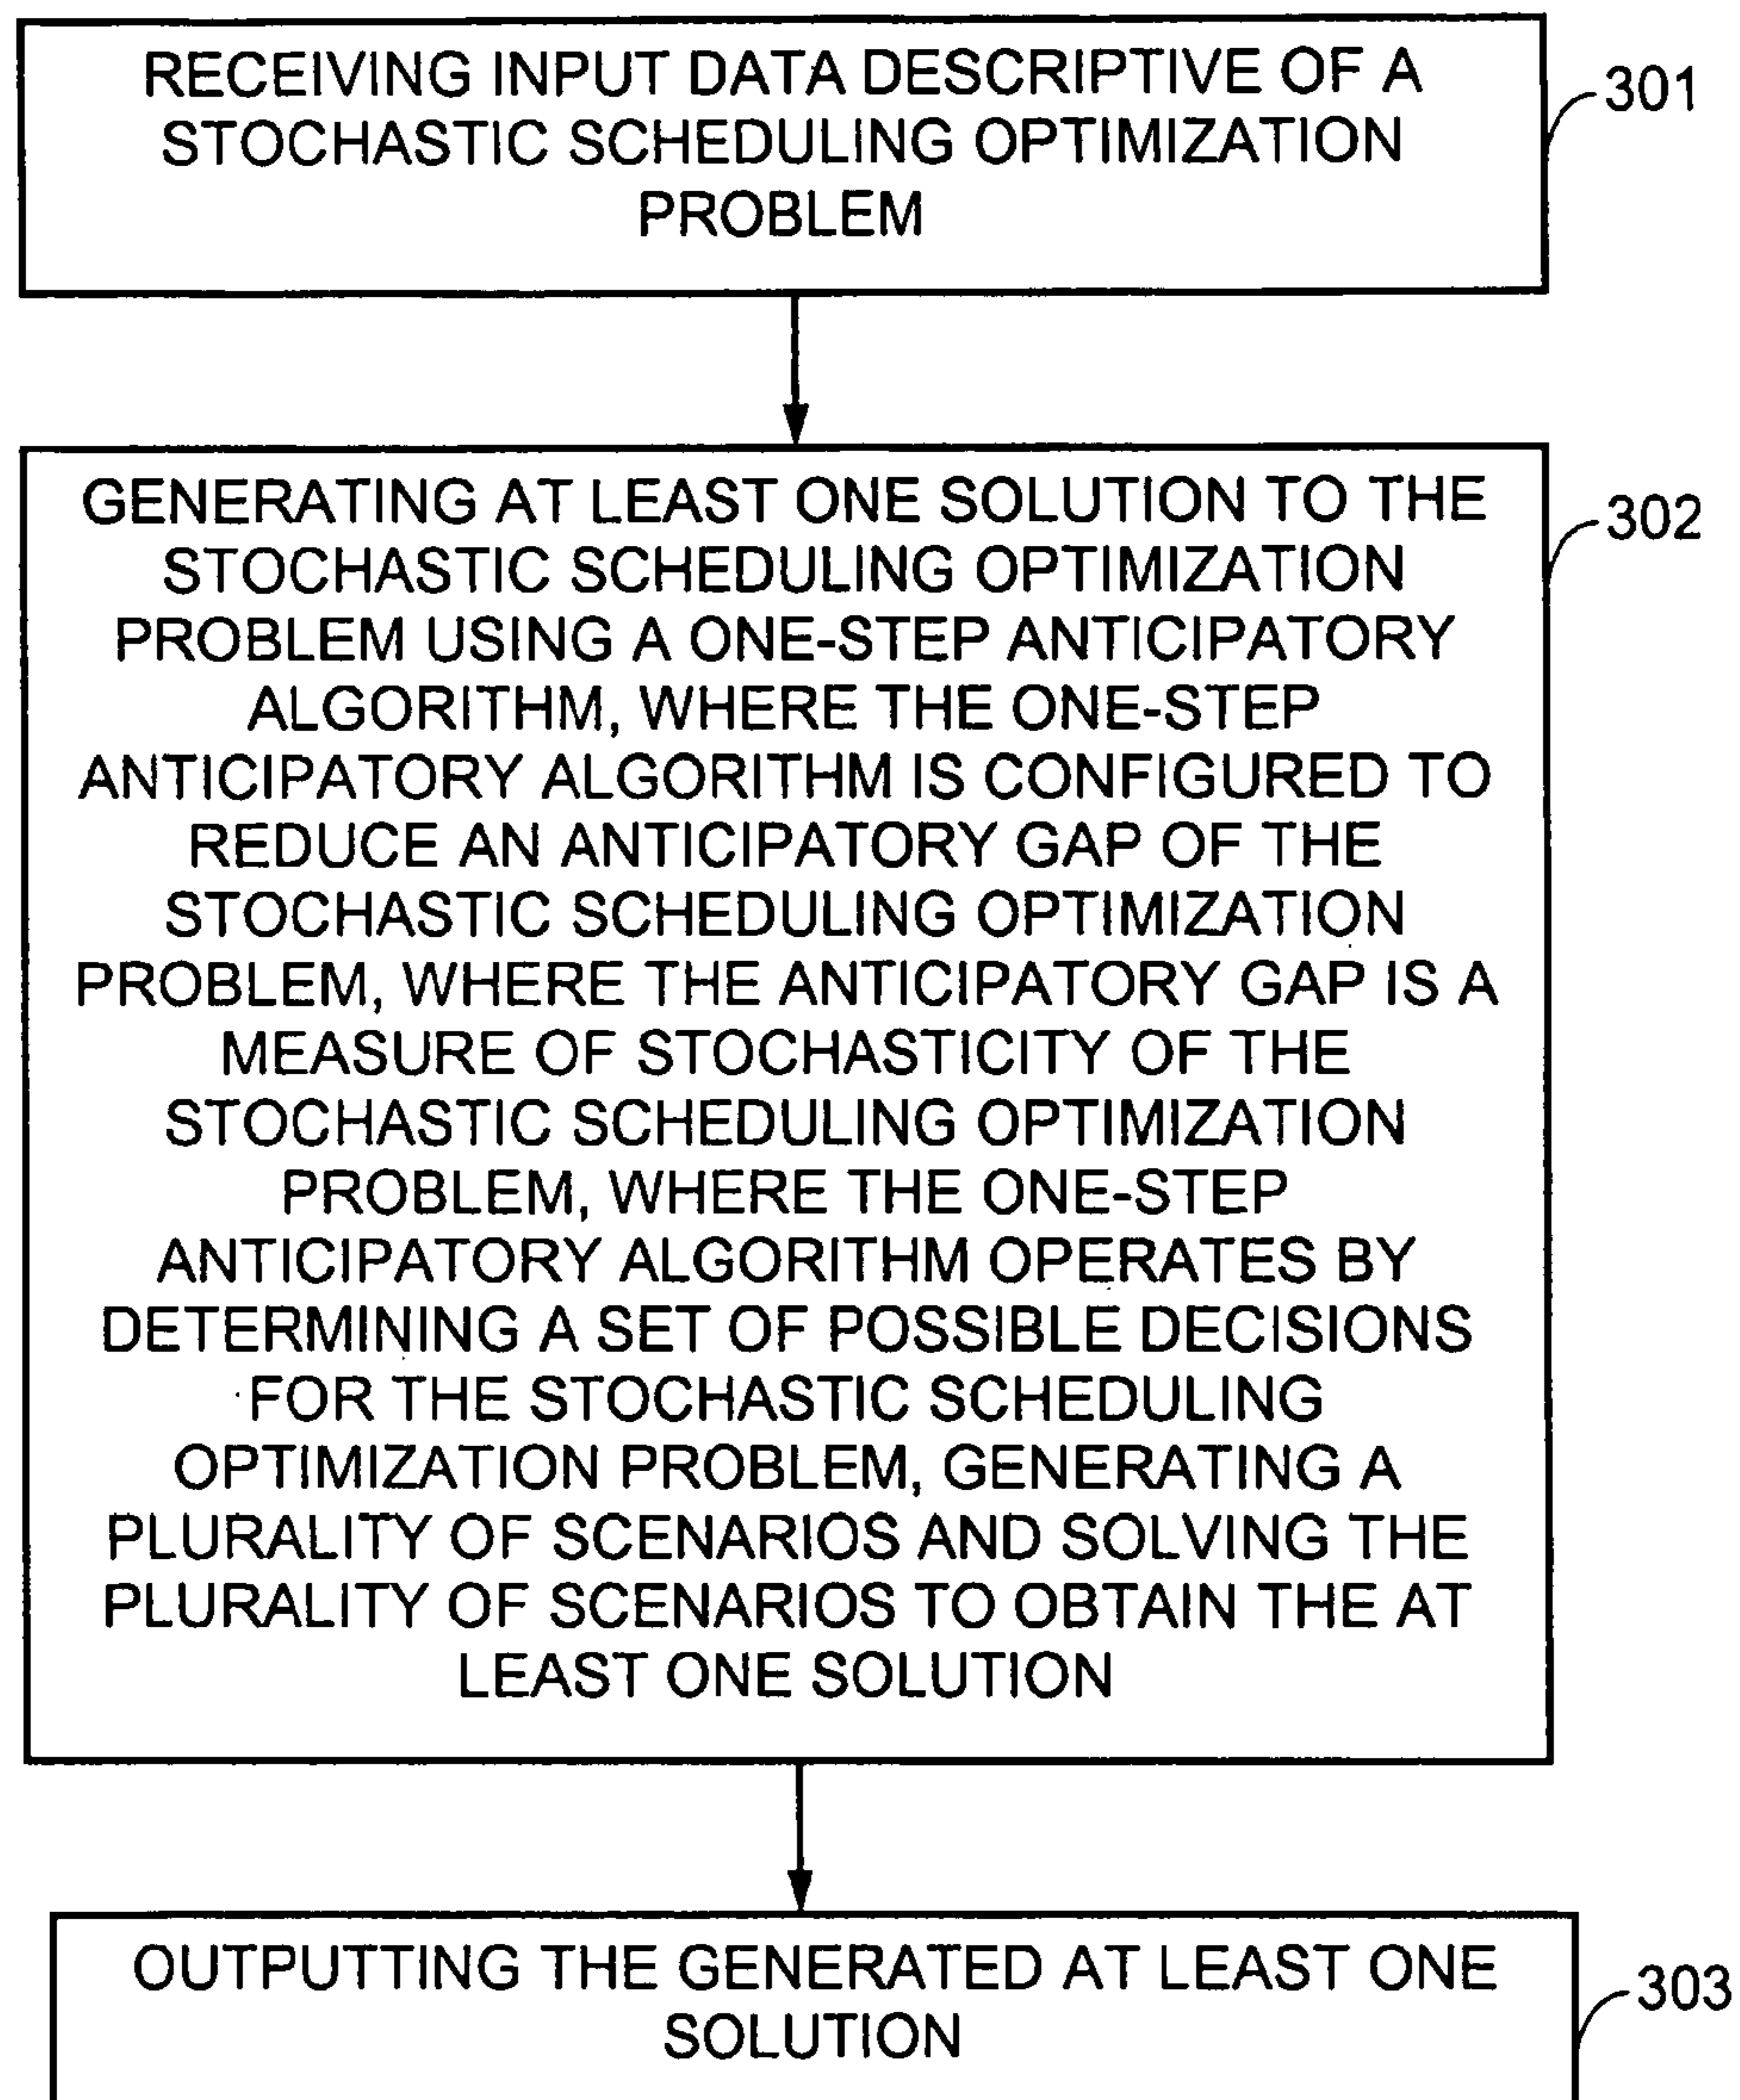 RECEIVING INPUT DATA DESCRIPTIVE OF A
STOCHASTIC SCHEDULING OPTIMIZATION
PROBLEM
301
GENERATING AT LEAST ONE SOLUTION TO THE
STOCHASTIC SCHEDULING OPTIMIZATION
PROBLEM USING A ONE-STEP ANTICIPATORY
ALGORITHM, WHERE THE ONE-STEP
ANTICIPATORY ALGORITHM IS CONFIGURED TO
REDUCE AN ANTICIPATORY GAP OF THE
STOCHASTIC SCHEDULING OPTIMIZATION
PROBLEM, WHERE THE ANTICIPATORY GAP IS A
MEASURE OF STOCHASTICITY OF THE
STOCHASTIC SCHEDULING OPTIMIZATION
PROBLEM, WHERE THE ONE-STEP
ANTICIPATORY ALGORITHM OPERATES BY
DETERMINING A SET OF POSSIBLE DECISIONS
FOR THE STOCHASTIC SCHEDULING
OPTIMIZATION PROBLEM, GENERATING A
PLURALITY OF SCENARIOS AND SOLVING THE
PLURALITY OF SCENARIOS TO OBTAIN THE AT
LEAST ONE SOLUTION
302
OUTPUTTING THE GENERATED AT LEAST ONE
SOLUTION
303